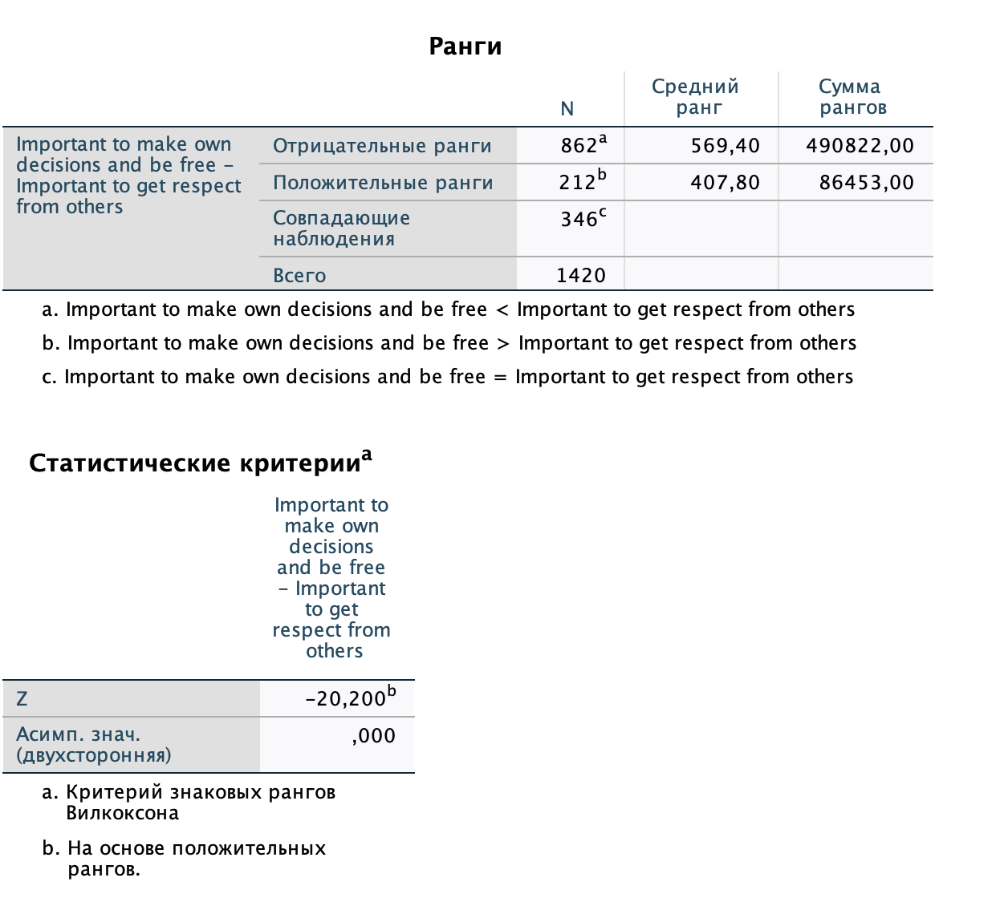 Ранги
N
Средний
ранг
Сумма
рангов
Important to make own
decisions and be free –
Important to get respect
from others
Отрицательные ранги
862a
569,40
490822,00
Положительные ранги
212b
407,80
86453,00
Совпадающие
наблюдения
346c
Всего
1420
a. Important to make own decisions and be free < Important to get respect from others
b. Important to make own decisions and be free > Important to get respect from others
c. Important to make own decisions and be free = Important to get respect from others
Статистические критерииa
Important to
make own
decisions
and be free
– Important
to get
respect from
others
Z
–20,200b
Асимп. знач.
(двухсторонняя)
,000
a. Критерий знаковых рангов
Вилкоксона
b. На основе положительных
рангов.